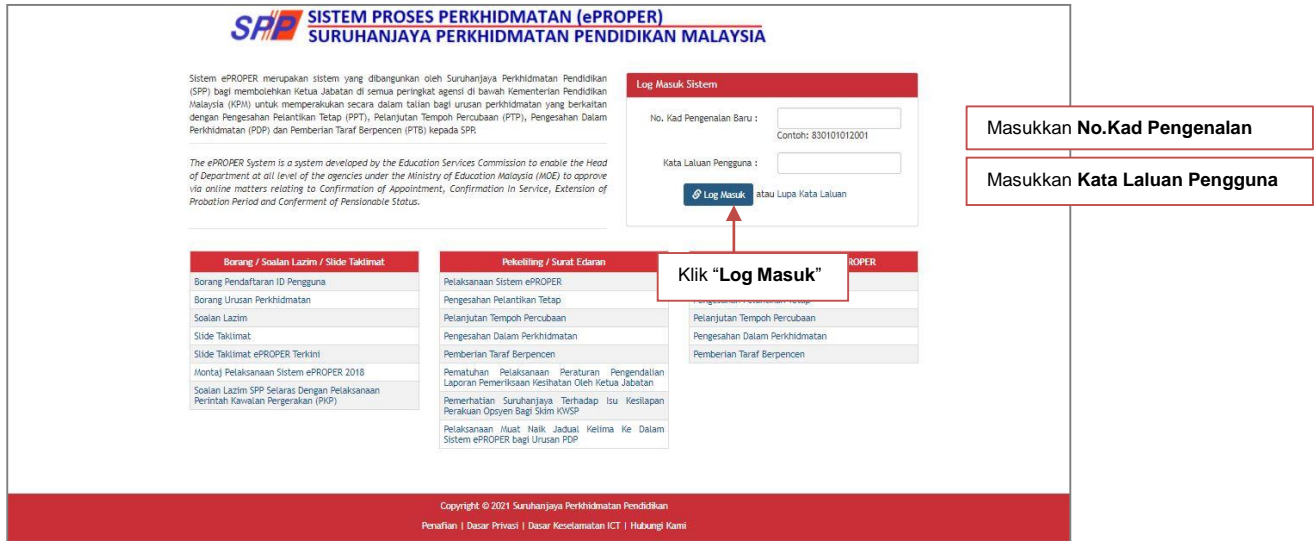 SPP
SISTEM PROSES PERKHIDMATAN (ePROPER)
SURUHANJAYA PERKHIDMATAN PENDIDIKAN MALAYSIA
Sistem ePROPER merupakan sistem yang dibangunkan oleh Suruhanjaya Perkhidmatan Pendidikan
(SPP) bagi membolehkan Ketua Jabatan di semua peringkat agensi di bawah Kementerian Pendidikan
Malaysia (KPM) untuk memperakukan secara dalam talian bagi urusan perkhidmatan yang berkaitan
dengan Pengesahan Pelantikan Tetap (PPT), Pelanjutan Tempoh Percubaan (PTP), Pengesahan Dalam
Perkhidmatan (PDP) dan Pemberian Taraf Berpencen (PTB) kepada SPP.
The ePROPER System is a system developed by the Education Services Commission to enable the Head
of Department at all level of the agencies under the Ministry of Education Malaysia (MOE) to approve
via online matters relating to Confirmation of Appointment, Confirmation In Service, Extension of
Probation Period and Conferment of Pensionable Status.
Log Masuk Sistem
No. Kad Pengenalan Baru :
Contoh: 830101012001
Kata Laluan Pengguna :
Log Masuk atau Lupa Kata Laluan
Masukkan No.Kad Pengenalan
Masukkan Kata Laluan Pengguna
Klik “Log Masuk”
Borang / Soalan Lazim / Slide Taklimat
Borang Pendaftaran ID Pengguna
Borang Urusan Perkhidmatan
Soalan Lazim
Slide Taklimat
Slide Taklimat ePROPER Terkini
Montaj Pelaksanaan Sistem ePROPER 2018
Soalan Lazim SPP Selaras Dengan Pelaksanaan
Perintah Kawalan Pergerakan (PKP)
Pekeliling / Surat Edaran
Pelaksanaan Sistem ePROPER
Pengesahan Pelantikan Tetap
Pelanjutan Tempoh Percubaan
Pengesahan Dalam Perkhidmatan
Pemberian Taraf Berpencen
Pematuhan Pelaksanaan Peraturan Pengendalian
Laporan Pemeriksaan Kesihatan Oleh Ketua Jabatan
Pemerhatian Suruhanjaya Terhadap Isu Kesilapan
Perakuan Opsyen Bagi Skim KWSP
Pelaksanaan Muat Naik Jadual Kelima Ke Dalam
Sistem ePROPER bagi Urusan PDP
ROPER
Pengesahan Pelantikan Tetap
Pelanjutan Tempoh Percubaan
Pengesahan Dalam Perkhidmatan
Pemberian Taraf Berpencen
Copyright © 2021 Suruhanjaya Perkhidmatan Pendidikan
Penafian | Dasar Privasi | Dasar Keselamatan ICT | Hubungi Kami